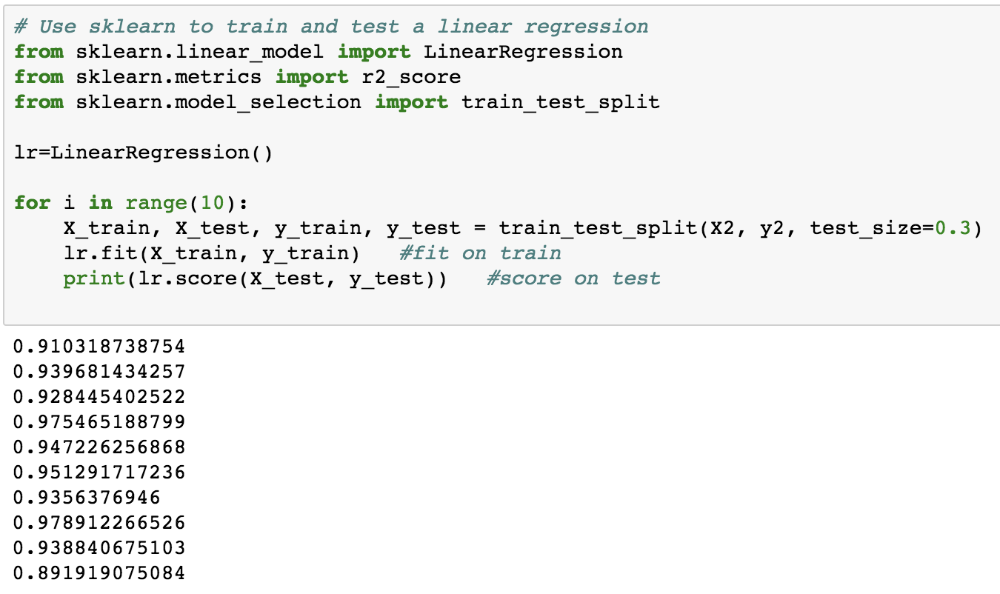 # Use sklearn to train and test a linear regression
from sklearn.linear_model import LinearRegression
from sklearn.metrics import r2_score
from sklearn.model_selection import train_test_split
lr=LinearRegression()
for i in range(10):
    X_train, X_test, y_train, y_test = train_test_split(X2, y2, test_size=0.3)
    lr.fit(X_train, y_train)   #fit on train
    print(lr.score(X_test, y_test))   #score on test
0.910318738754
0.939681434257
0.928445402522
0.975465188799
0.947226256868
0.951291717236
0.9356376946
0.978912266526
0.938840675103
0.891919075084